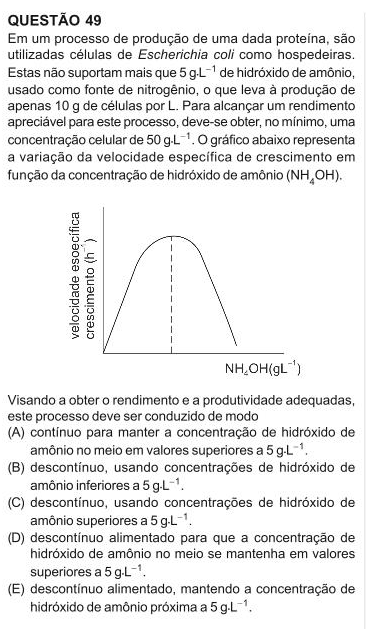 QUESTÃO 49
Em um processo de produção de uma dada proteína, são
utilizadas células de Escherichia coli como hospedeiras.
Estas não suportam mais que 5 g.L⁻¹ de hidróxido de amônio,
usado como fonte de nitrogênio, o que leva à produção de
apenas 10 g de células por L. Para alcançar um rendimento
apreciável para este processo, deve-se obter, no mínimo, uma
concentração celular de 50 g.L⁻¹. O gráfico abaixo representa
a variação da velocidade específica de crescimento em
função da concentração de hidróxido de amônio (NH₄OH).
velocidade esoecífica
crescimento (h⁻¹)
NH₄OH(gL⁻¹)
Visando a obter o rendimento e a produtividade adequadas,
este processo deve ser conduzido de modo
(A) contínuo para manter a concentração de hidróxido de
amônio no meio em valores superiores a 5 g.L⁻¹.
(B) descontínuo, usando concentrações de hidróxido de
amônio inferiores a 5 g.L⁻¹.
(C) descontínuo, usando concentrações de hidróxido de
amônio superiores a 5 g.L⁻¹.
(D) descontínuo alimentado para que a concentração de
hidróxido de amônio no meio se mantenha em valores
superiores a 5 g.L⁻¹.
(E) descontínuo alimentado, mantendo a concentração de
hidróxido de amônio próxima a 5 g.L⁻¹.